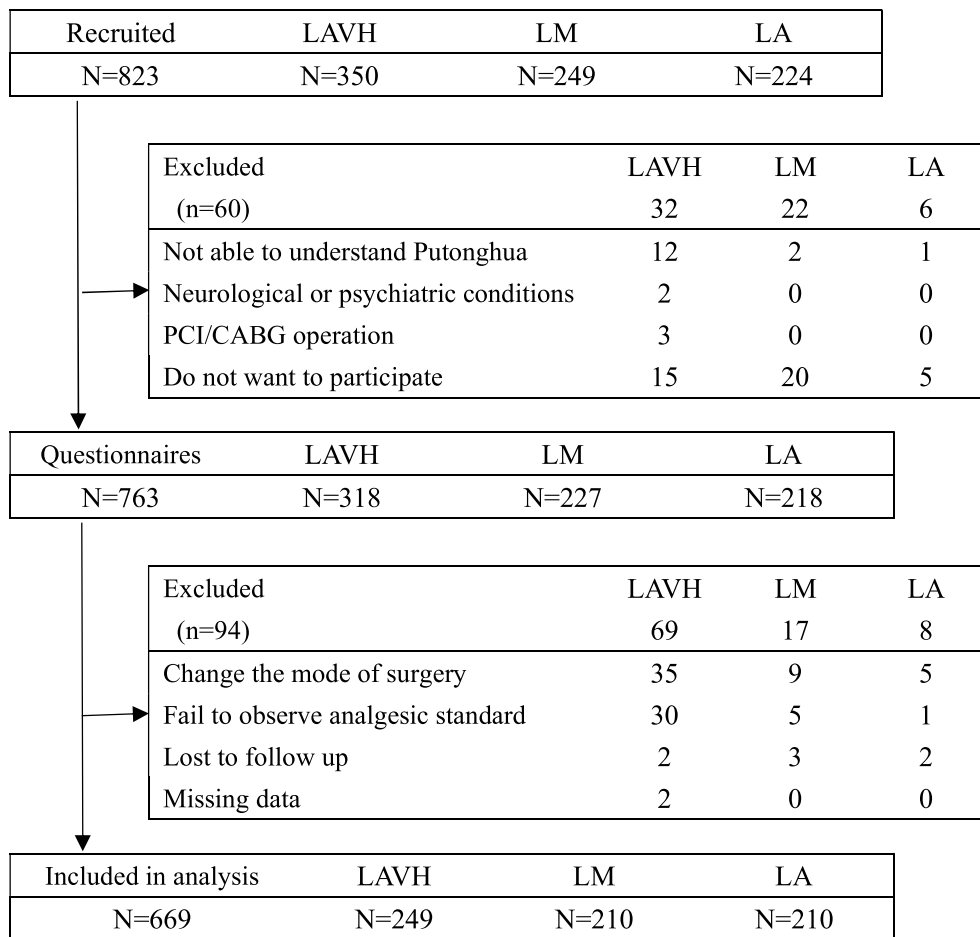 Recruited LAVH LM LA
N=823 N=350 N=249 N=224
Excluded LAVH LM LA
(n=60) 32 22 6
Not able to understand Putonghua 12 2 1
Neurological or psychiatric conditions 2 0 0
PCI/CABG operation 3 0 0
Do not want to participate 15 20 5
Questionnaires LAVH LM LA
N=763 N=318 N=227 N=218
Excluded LAVH LM LA
(n=94) 69 17 8
Change the mode of surgery 35 9 5
Fail to observe analgesic standard 30 5 1
Lost to follow up 2 3 2
Missing data 2 0 0
Included in analysis LAVH LM LA
N=669 N=249 N=210 N=210